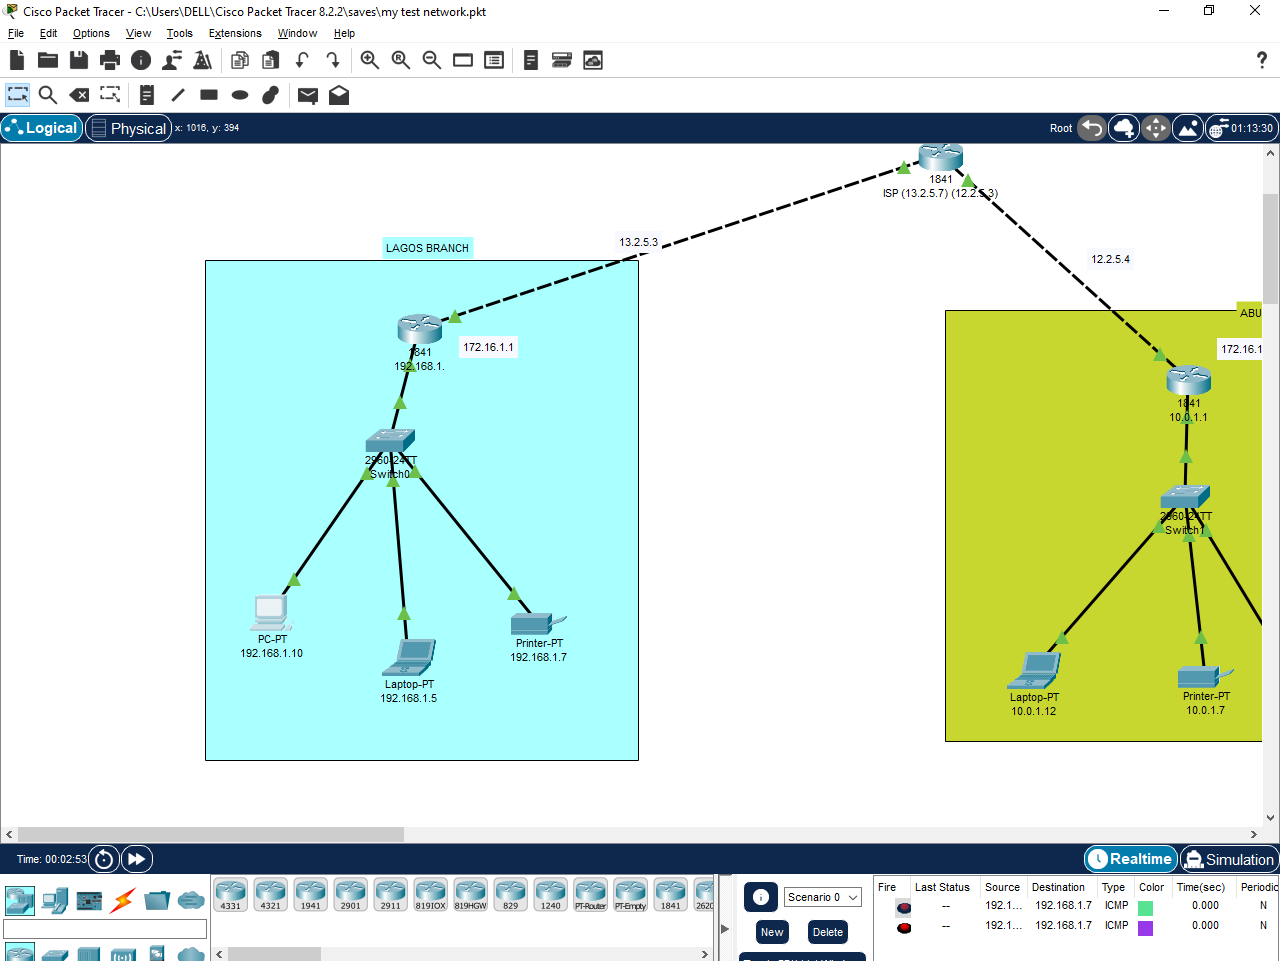 Cisco Packet Tracer - C:\Users\DELL\Cisco Packet Tracer 8.2.2\saves\my test network.pkt
File Edit Options View Tools Extensions Window Help
?
Logical Physical x: 1016, y: 394 Root 01:13:30
1841
ISP (13.2.5.7) (12.2.5.3)
13.2.5.3
LAGOS BRANCH
12.2.5.4
ABU
172.16.1.1
172.16.1
1841
192.168.1.
1841
10.0.1.1
2960-24TT
Switch0
2960-24TT
Switch1
PC-PT
192.168.1.10
Printer-PT
192.168.1.7
Laptop-PT
192.168.1.5
Laptop-PT
10.0.1.12
Printer-PT
10.0.1.7
Time: 00:02:53 Realtime Simulation
4331 4321 1941 2901 2911 819IOX 819HGW 829 1240 PT-Router PT-Empty 1841 2620
Scenario 0
New Delete
Fire Last Status Source Destination Type Color Time(sec) Periodic
-- 192.1... 192.168.1.7 ICMP 0.000 N
-- 192.1... 192.168.1.7 ICMP 0.000 N